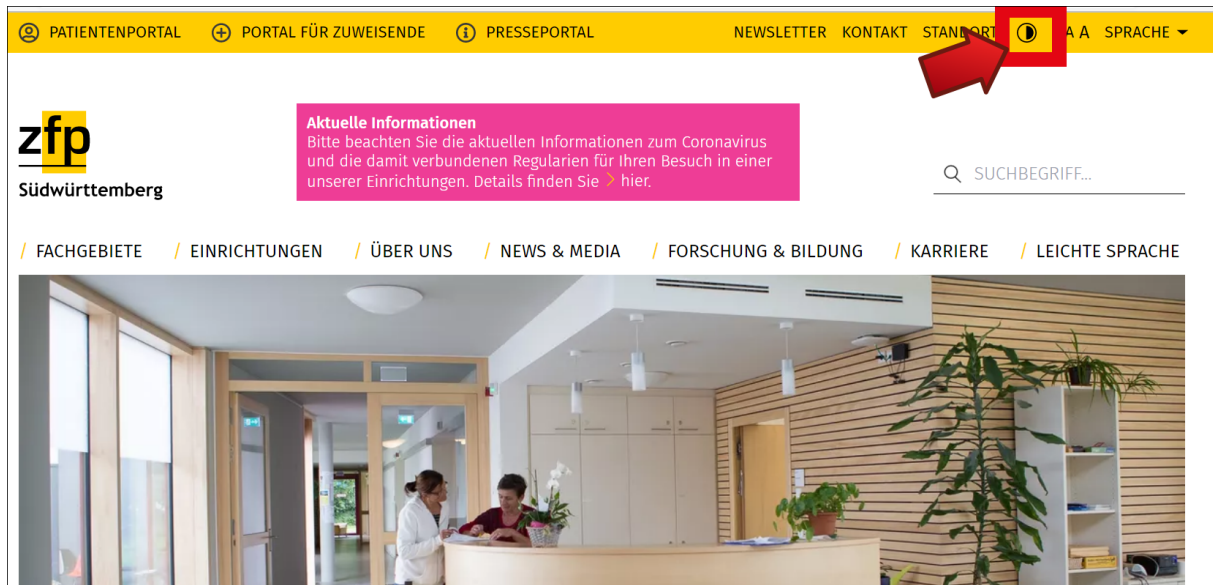 PATIENTENPORTAL PORTAL FÜR ZUWEISENDE PRESSEPORTAL NEWSLETTER KONTAKT STANDORT A A SPRACHE
zfp
Südwürttemberg
Aktuelle Informationen
Bitte beachten Sie die aktuellen Informationen zum Coronavirus
und die damit verbundenen Regularien für Ihren Besuch in einer
unserer Einrichtungen. Details finden Sie > hier.
SUCHBEGRIFF...
/ FACHGEBIETE / EINRICHTUNGEN / ÜBER UNS / NEWS & MEDIA / FORSCHUNG & BILDUNG / KARRIERE / LEICHTE SPRACHE